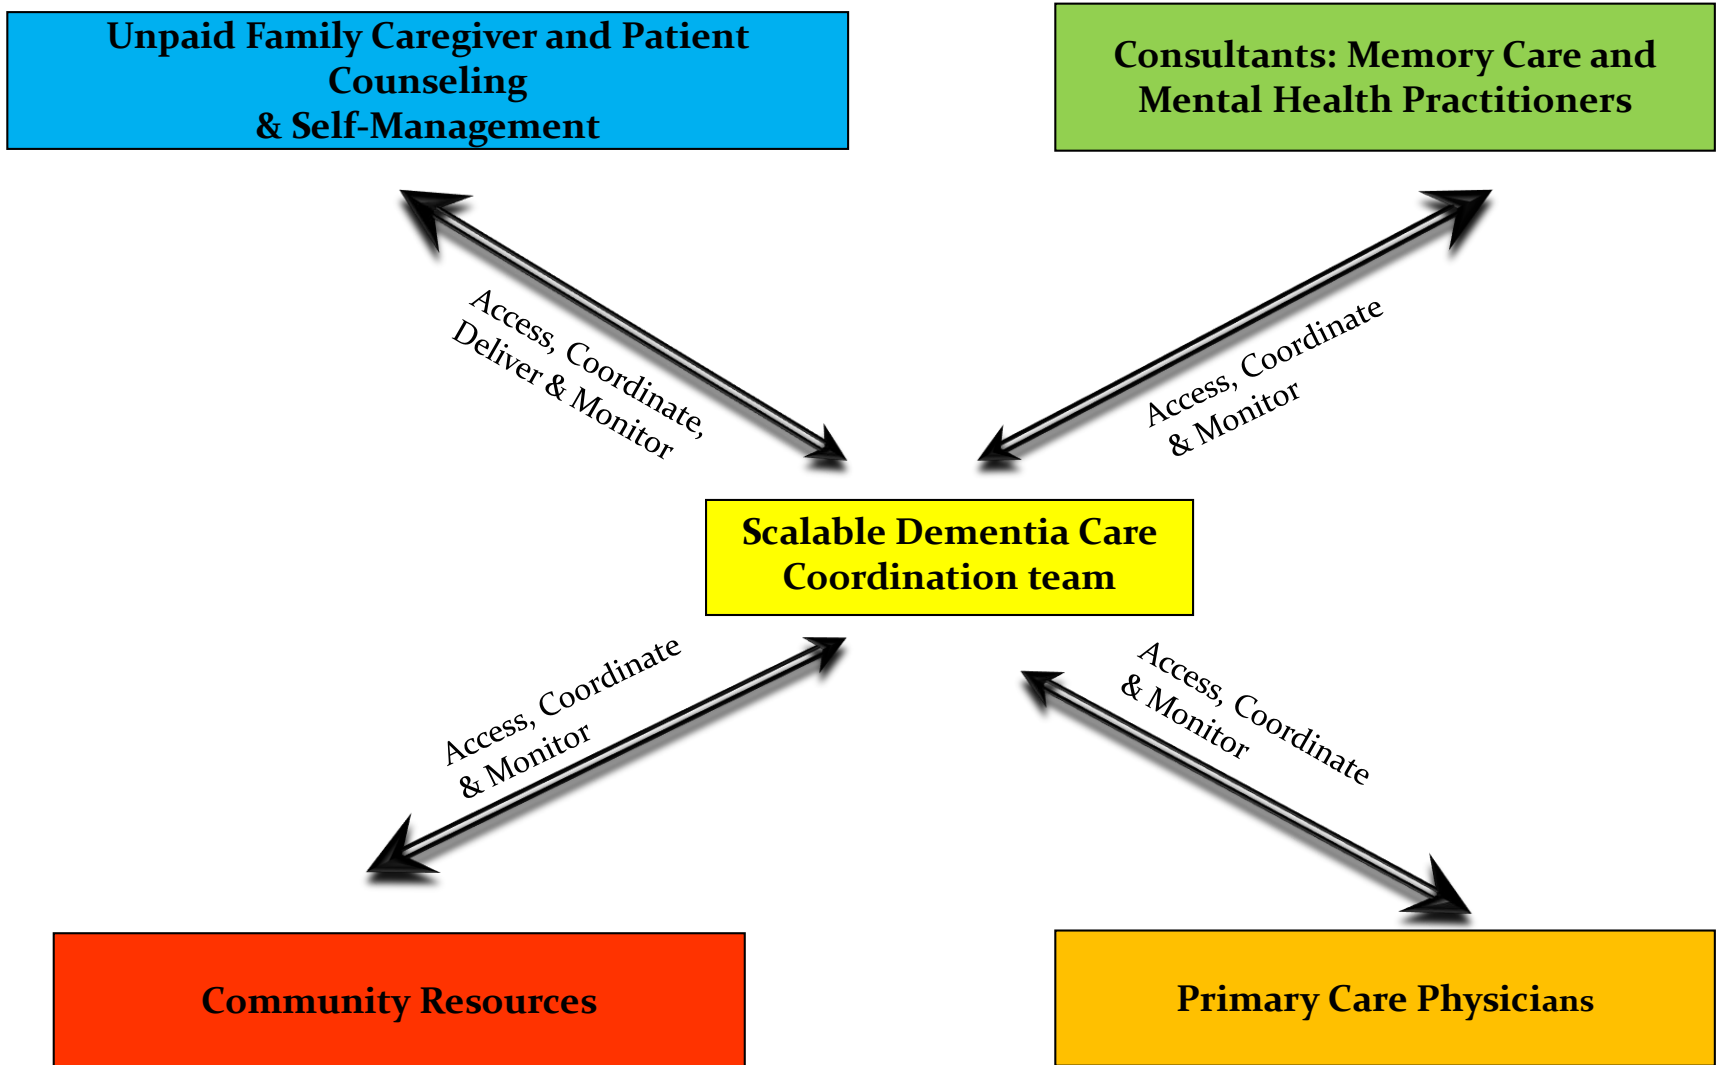 Unpaid Family Caregiver and Patient
Counseling
& Self-Management
Consultants: Memory Care and
Mental Health Practitioners
Access, Coordinate,
Deliver & Monitor
Access, Coordinate
& Monitor
Scalable Dementia Care
Coordination team
Access, Coordinate
& Monitor
Access, Coordinate
& Monitor
Community Resources
Primary Care Physicians